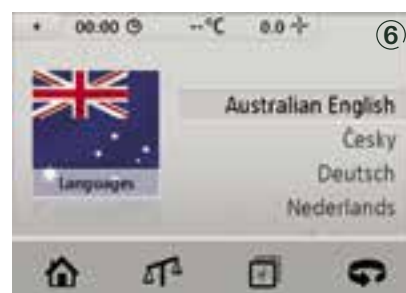 00:00 --°C 0.0
⑥
Australian English
Česky
Languages
Deutsch
Nederlands